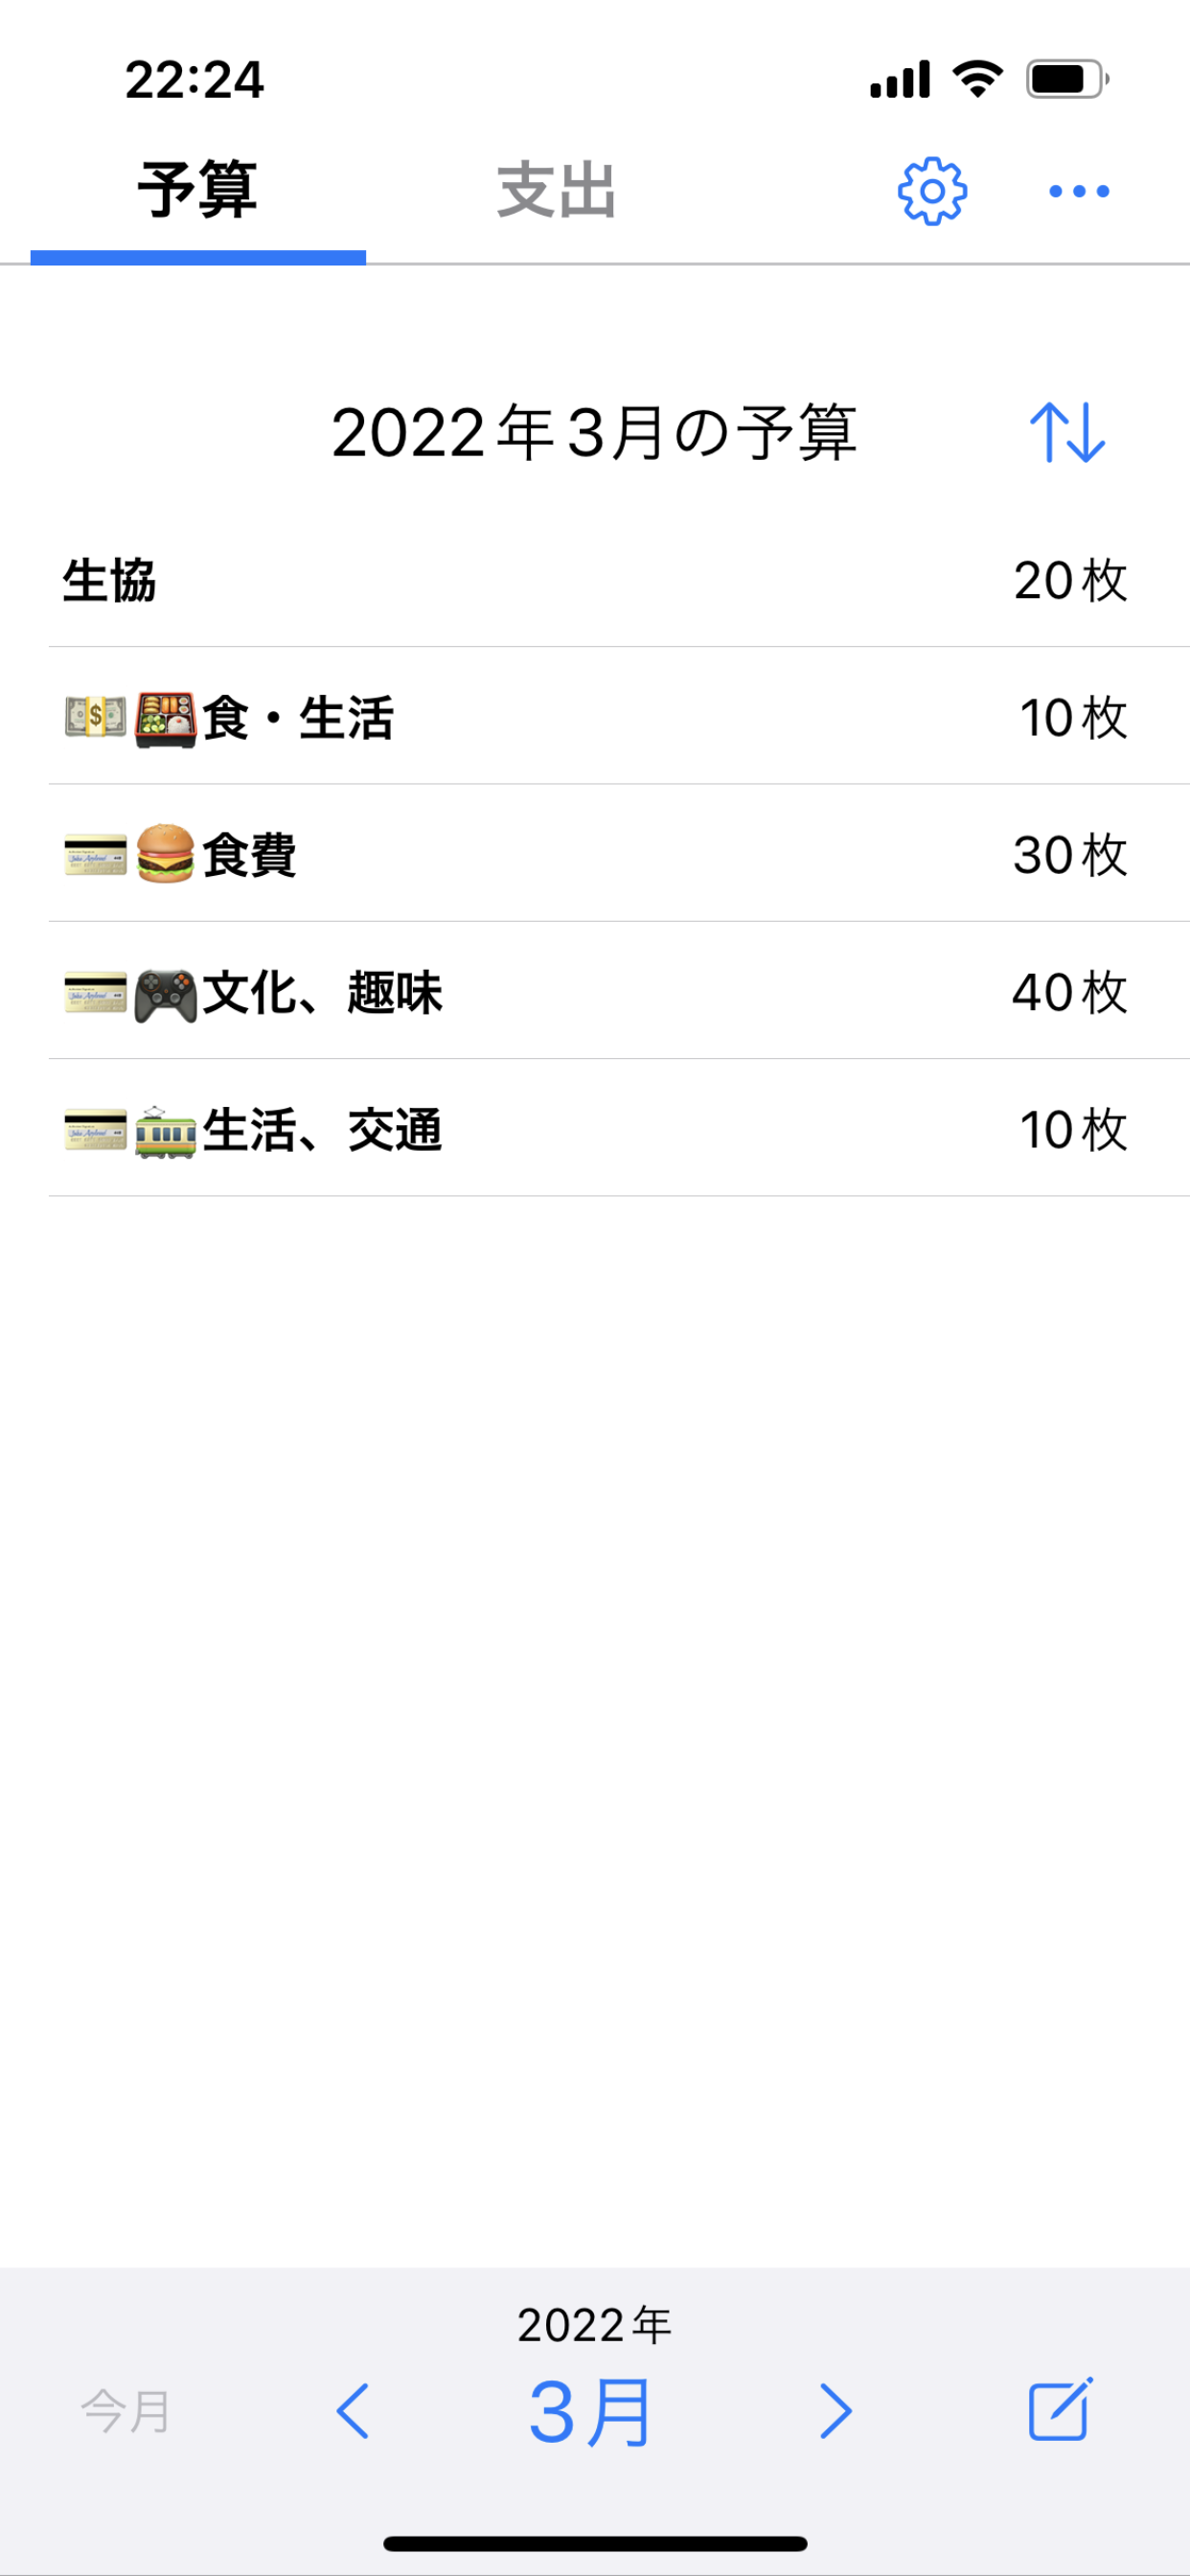 22:24
予算 支出
2022年3月の予算
生協 20枚
💵🍱食・生活 10枚
💳🍔食費 30枚
💳🎮文化、趣味 40枚
💳🚋生活、交通 10枚
2022年
今月 3月